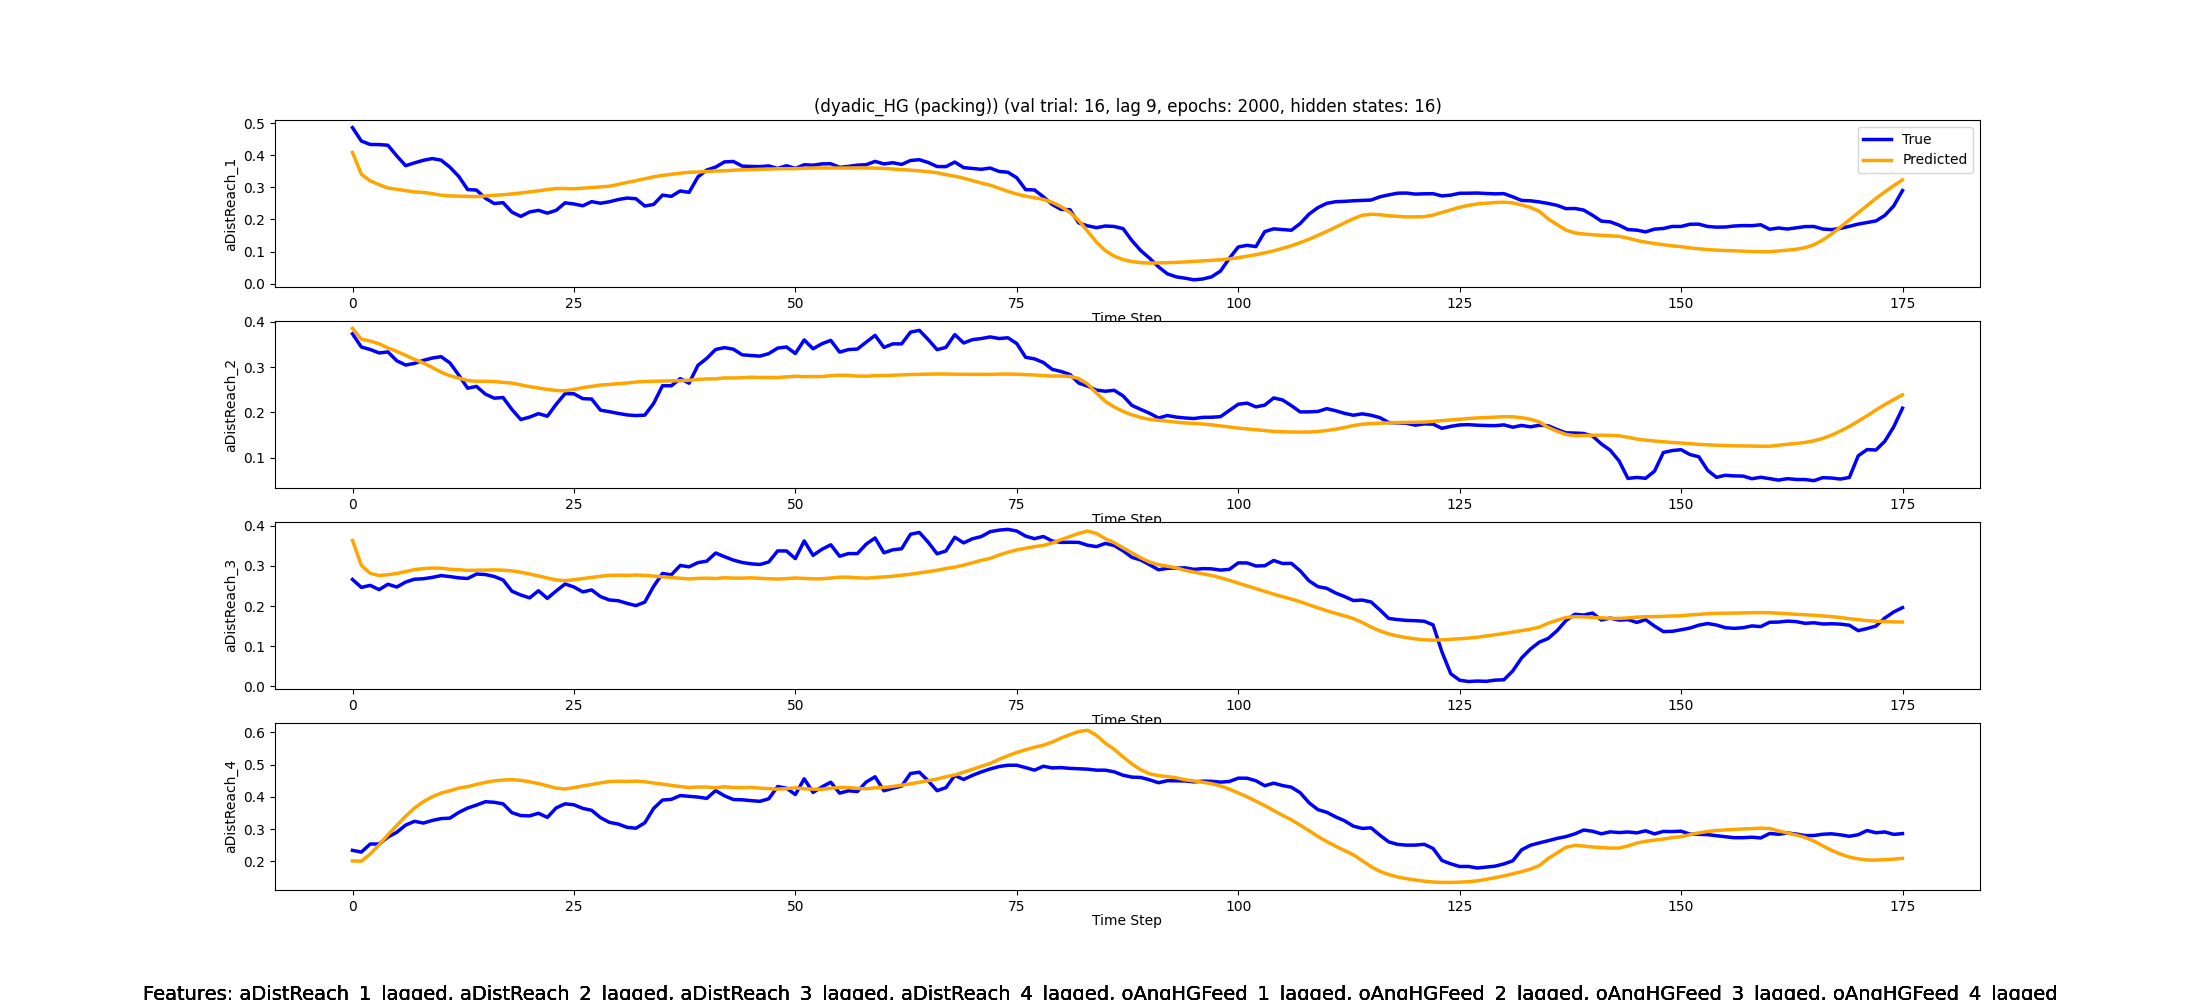 (dyadic_HG (packing)) (val trial: 16, lag 9, epochs: 2000, hidden states: 16)
True
Predicted
aDistReach_1
0.5
0.4
0.3
0.2
0.1
0.0
0 25 50 75 100 125 150 175
Time Step
aDistReach_2
0.4
0.3
0.2
0.1
0 25 50 75 100 125 150 175
Time Step
aDistReach_3
0.4
0.3
0.2
0.1
0.0
0 25 50 75 100 125 150 175
Time Step
aDistReach_4
0.6
0.5
0.4
0.3
0.2
0 25 50 75 100 125 150 175
Time Step
Features: aDistReach_1_lagged, aDistReach_2_lagged, aDistReach_3_lagged, aDistReach_4_lagged, oAngHGFeed_1_lagged, oAngHGFeed_2_lagged, oAngHGFeed_3_lagged, oAngHGFeed_4_lagged